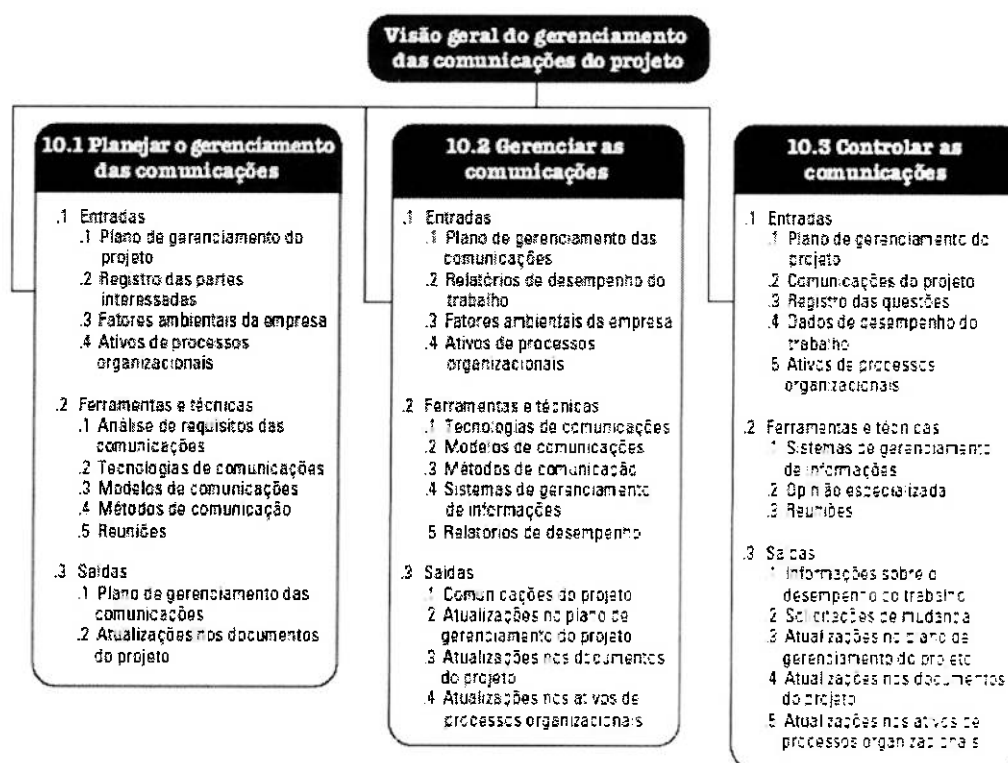 Visão geral do gerenciamento
das comunicações do projeto
10.1 Planejar o gerenciamento
das comunicações
.1 Entradas
.1 Plano de gerenciamento do
projeto
.2 Registro das partes
interessadas
.3 Fatores ambientais da empresa
.4 Ativos de processos
organizacionais
.2 Ferramentas e técnicas
.1 Análise de requisitos das
comunicações
.2 Tecnologias de comunicações
.3 Modelos de comunicações
.4 Métodos de comunicação
.5 Reuniões
.3 Saídas
.1 Plano de gerenciamento das
comunicações
.2 Atualizações nos documentos
do projeto
10.2 Gerenciar as
comunicações
.1 Entradas
.1 Plano de gerenciamento das
comunicações
.2 Relatórios de desempenho do
trabalho
.3 Fatores ambientais da empresa
.4 Ativos de processos
organizacionais
.2 Ferramentas e técnicas
.1 Tecnologias de comunicações
.2 Modelos de comunicações
.3 Métodos de comunicação
.4 Sistemas de gerenciamento
de informações
.5 Relatórios de desempenho
.3 Saídas
.1 Comunicações do projeto
.2 Atualizações no plano de
gerenciamento do projeto
.3 Atualizações nos documentos
do projeto
.4 Atualizações nos ativos de
processos organizacionais
10.3 Controlar as
comunicações
.1 Entradas
.1 Plano de gerenciamento do
projeto
.2 Comunicações do projeto
.3 Registro das questões
.4 Dados de desempenho do
trabalho
.5 Ativos de processos
organizacionais
.2 Ferramentas e técnicas
.1 Sistemas de gerenciamento
de informações
.2 Opinião especializada
.3 Reuniões
.3 Saídas
.1 Informações sobre o
desempenho do trabalho
.2 Solicitações de mudança
.3 Atualizações no plano de
gerenciamento do projeto
.4 Atualizações nos documentos
do projeto
.5 Atualizações nos ativos de
processos organizacionais